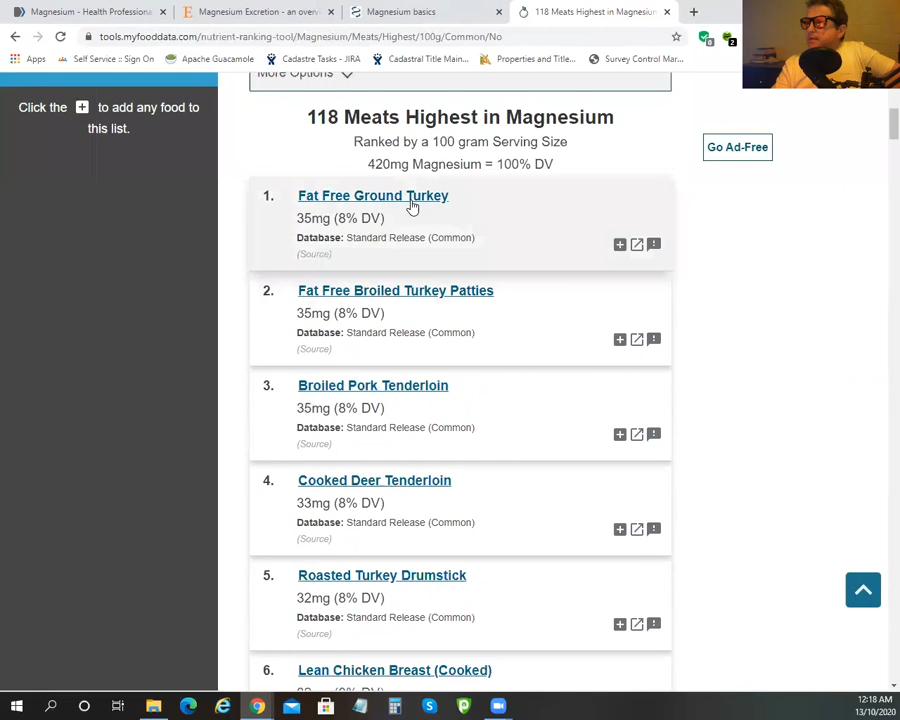 Magnesium - Health Professiona
Magnesium Excretion - an overvi
Magnesium basics
118 Meats Highest in Magnesium
tools.myfooddata.com/nutrient-ranking-tool/Magnesium/Meats/Highest/100g/Common/No
Apps
Self Service :: Sign On
Apache Guacamole
Cadastre Tasks - JIRA
Cadastral Title Main...
Properties and Title...
Survey Control Mar...
More Options
Click the + to add any food to
this list.
118 Meats Highest in Magnesium
Ranked by a 100 gram Serving Size
420mg Magnesium = 100% DV
Go Ad-Free
1. Fat Free Ground Turkey
35mg (8% DV)
Database: Standard Release (Common)
(Source)
2. Fat Free Broiled Turkey Patties
35mg (8% DV)
Database: Standard Release (Common)
(Source)
3. Broiled Pork Tenderloin
35mg (8% DV)
Database: Standard Release (Common)
(Source)
4. Cooked Deer Tenderloin
33mg (8% DV)
Database: Standard Release (Common)
(Source)
5. Roasted Turkey Drumstick
32mg (8% DV)
Database: Standard Release (Common)
(Source)
6. Lean Chicken Breast (Cooked)
12:18 AM
13/10/2020